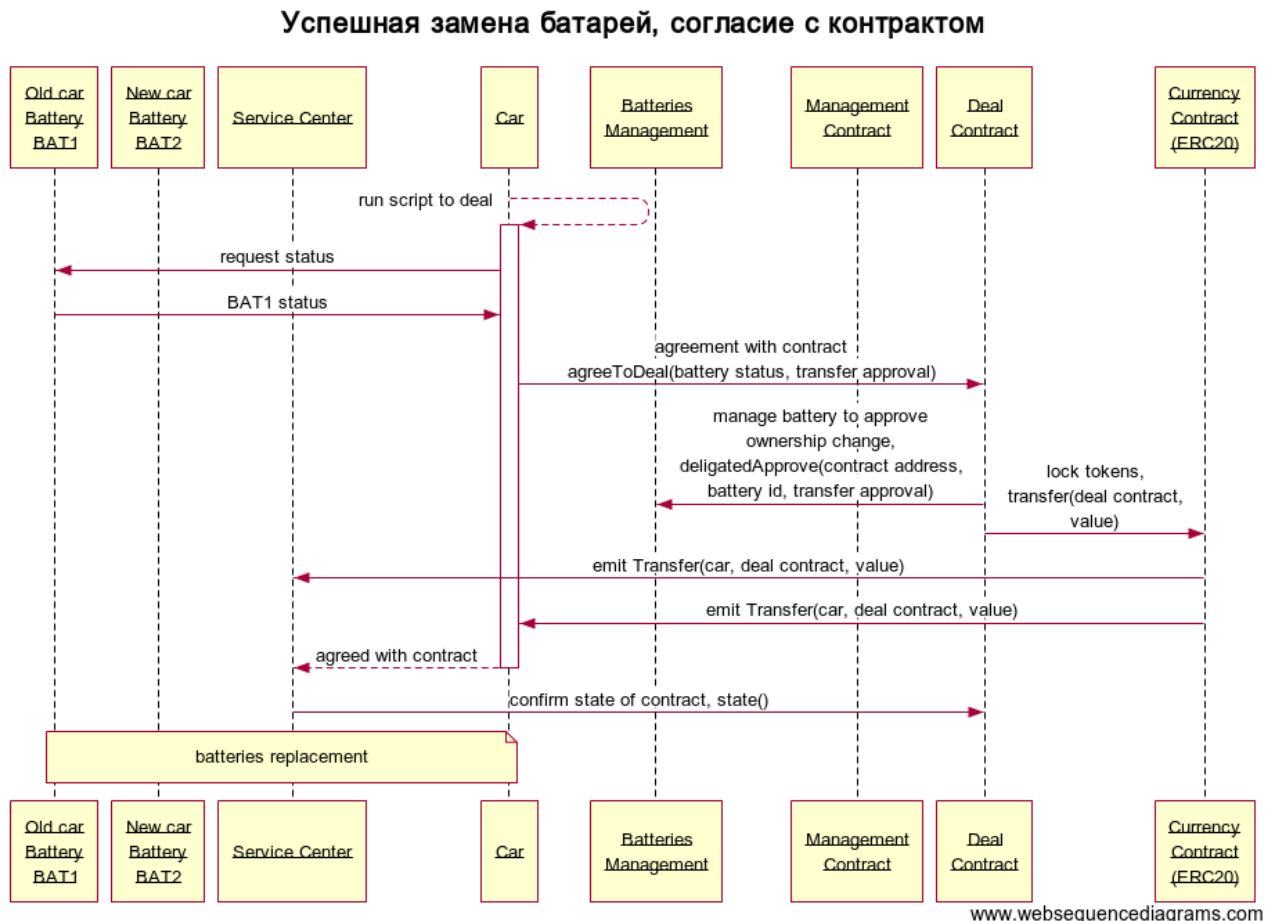 Успешная замена батарей, согласие с контрактом
Old car
Battery
BAT1
New car
Battery
BAT2
Service Center
Car
Batteries
Management
Management
Contract
Deal
Contract
Currency
Contract
(ERC20)
run script to deal
request status
BAT1 status
agreement with contract
agreeToDeal(battery status, transfer approval)
manage battery to approve
ownership change,
deligatedApprove(contract address,
battery id, transfer approval)
lock tokens,
transfer(deal contract,
value)
emit Transfer(car, deal contract, value)
emit Transfer(car, deal contract, value)
agreed with contract
confirm state of contract, state()
batteries replacement
Old car
Battery
BAT1
New car
Battery
BAT2
Service Center
Car
Batteries
Management
Management
Contract
Deal
Contract
Currency
Contract
(ERC20)
www.websequencediagrams.com